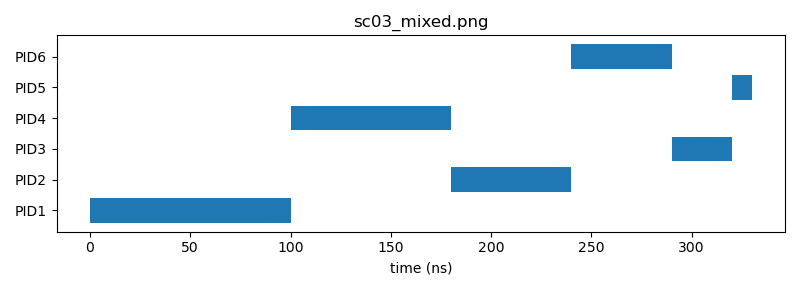 sc03_mixed.png
PID6
PID5
PID4
PID3
PID2
PID1
0 50 100 150 200 250 300
time (ns)